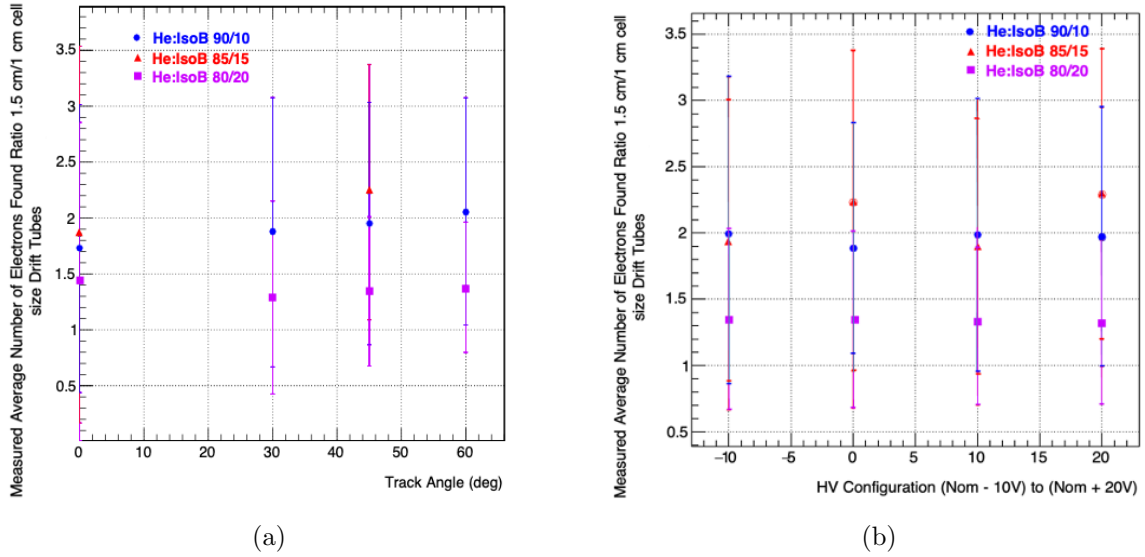 Measured Average Number of Electrons Found Ratio 1.5 cm/1 cm cell
size Drift Tubes
He:IsoB 90/10
He:IsoB 85/15
He:IsoB 80/20
3.5
3
2.5
2
1.5
1
0.5
0 10 20 30 40 50 60
Track Angle (deg)
(a)
Measured Average Number of Electrons Found Ratio 1.5 cm/1 cm cell
size Drift Tubes
He:IsoB 90/10
He:IsoB 85/15
He:IsoB 80/20
3.5
3
2.5
2
1.5
1
0.5
−10 −5 0 5 10 15 20
HV Configuration (Nom - 10V) to (Nom + 20V)
(b)